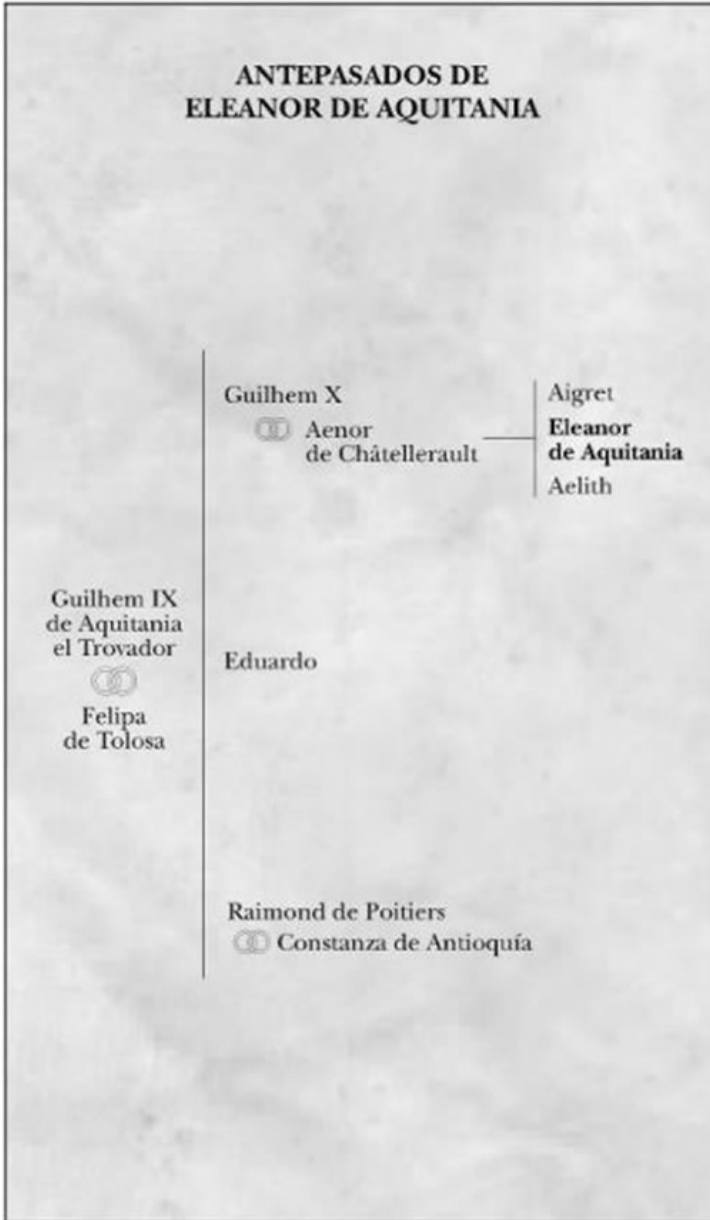 ANTEPASADOS DE
ELEANOR DE AQUITANIA
Guilhem IX
de Aquitania
el Trovador
Felipa
de Tolosa
Guilhem X
Aenor
de Châtellerault
Aigret
Eleanor
de Aquitania
Aelith
Eduardo
Raimond de Poitiers
Constanza de Antioquía